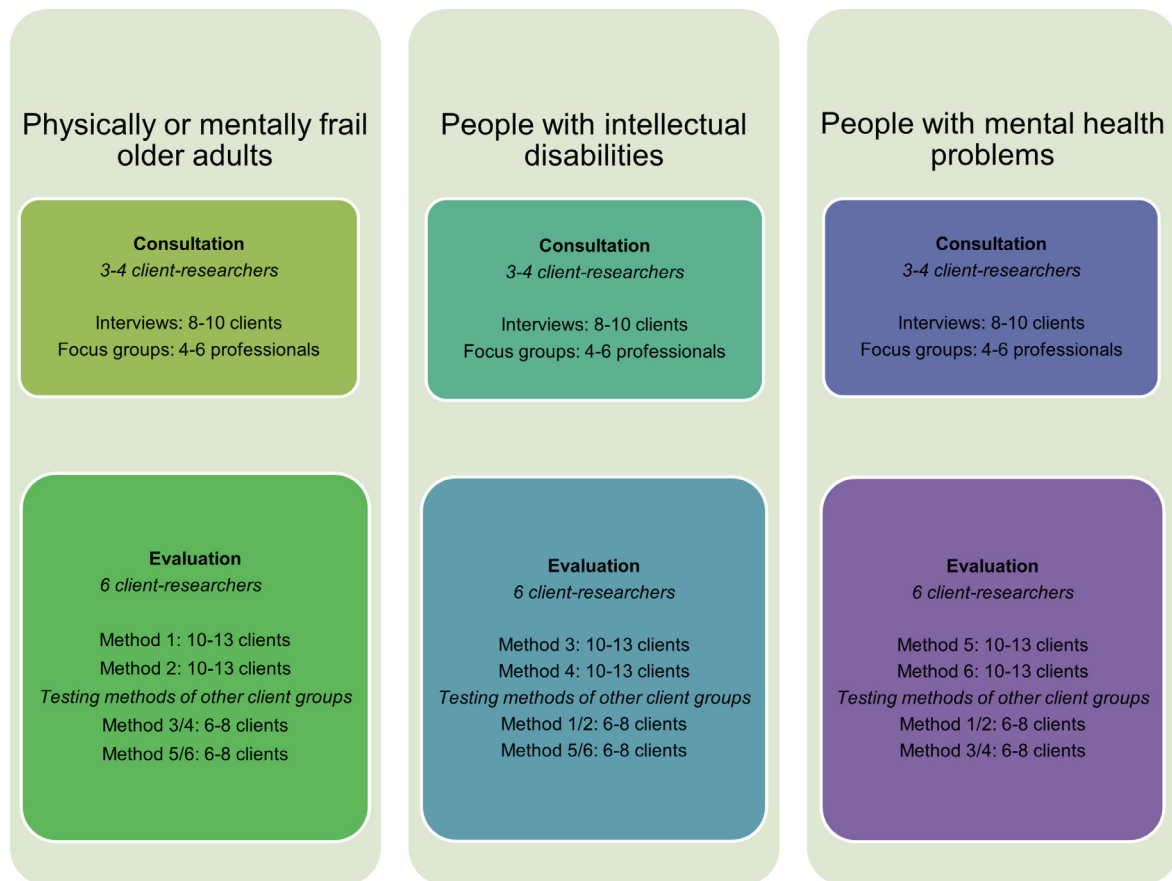 Physically or mentally frail
older adults
Consultation
3-4 client-researchers
Interviews: 8-10 clients
Focus groups: 4-6 professionals
Evaluation
6 client-researchers
Method 1: 10-13 clients
Method 2: 10-13 clients
Testing methods of other client groups
Method 3/4: 6-8 clients
Method 5/6: 6-8 clients
People with intellectual
disabilities
Consultation
3-4 client-researchers
Interviews: 8-10 clients
Focus groups: 4-6 professionals
Evaluation
6 client-researchers
Method 3: 10-13 clients
Method 4: 10-13 clients
Testing methods of other client groups
Method 1/2: 6-8 clients
Method 5/6: 6-8 clients
People with mental health
problems
Consultation
3-4 client-researchers
Interviews: 8-10 clients
Focus groups: 4-6 professionals
Evaluation
6 client-researchers
Method 5: 10-13 clients
Method 6: 10-13 clients
Testing methods of other client groups
Method 1/2: 6-8 clients
Method 3/4: 6-8 clients